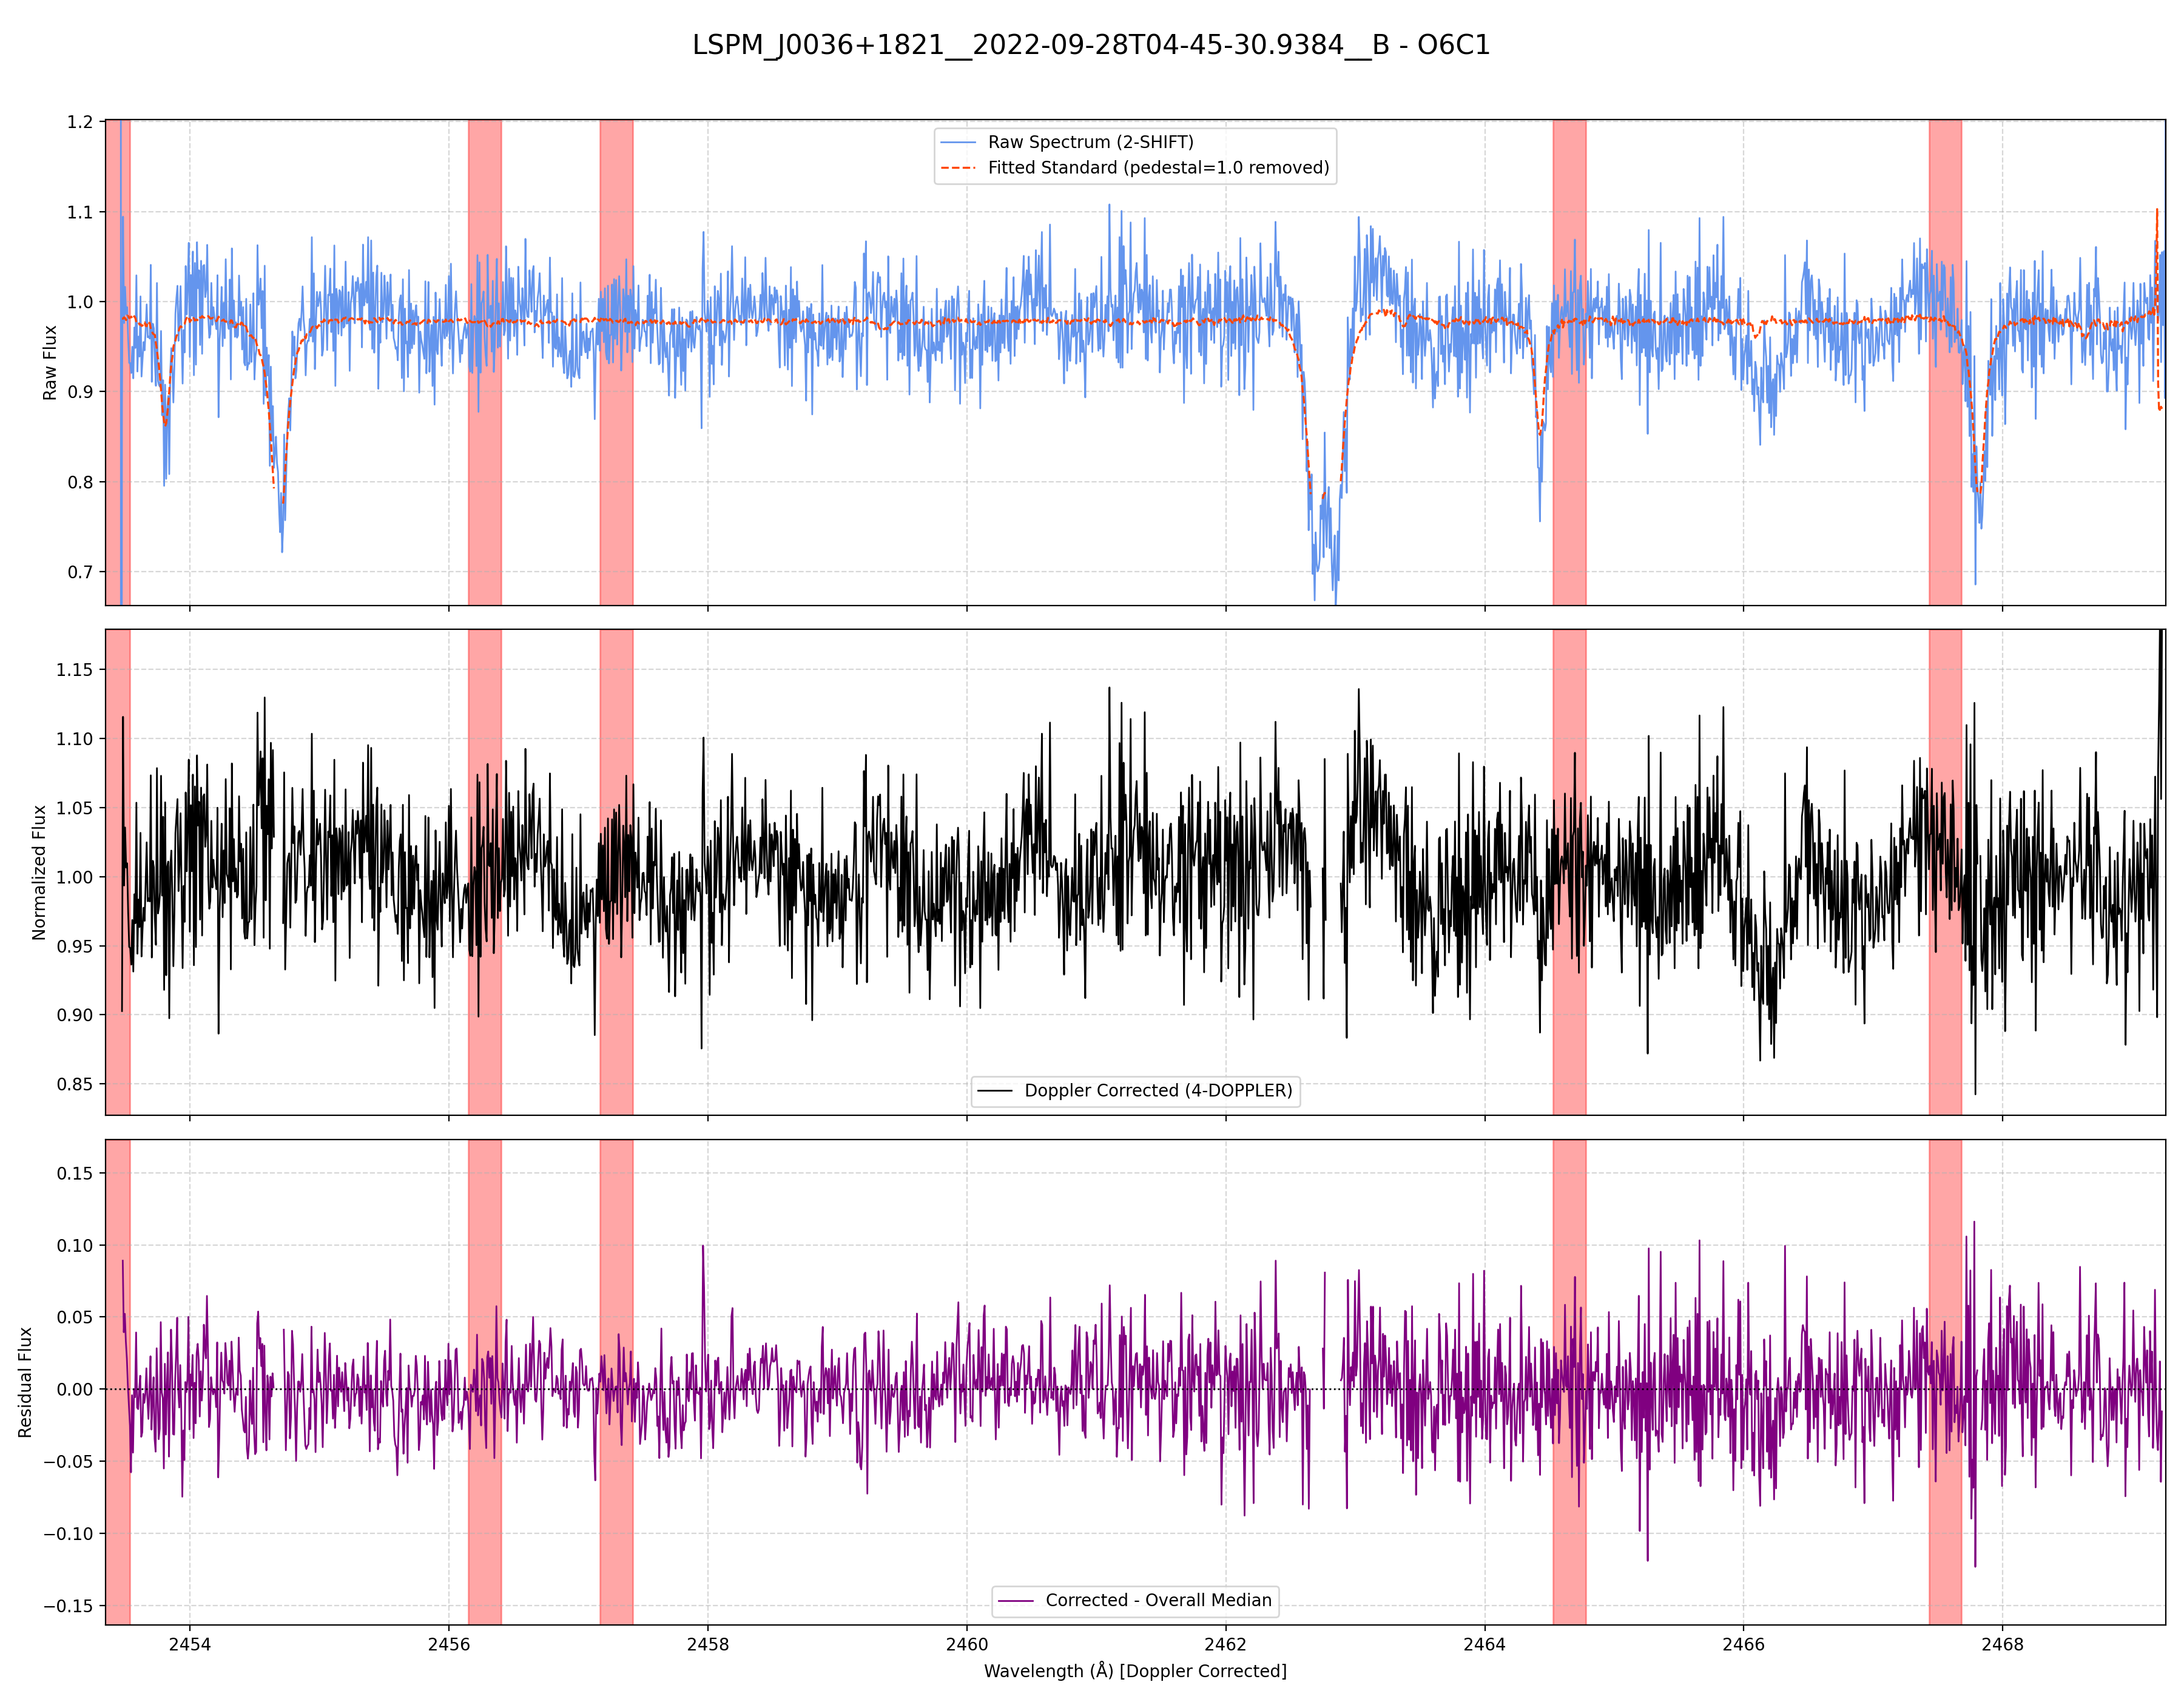 LSPM_J0036+1821__2022-09-28T04-45-30.9384__B - O6C1
1.2
1.1
1.0
0.9
0.8
0.7
Raw Flux
Raw Spectrum (2-SHIFT)
Fitted Standard (pedestal=1.0 removed)
1.15
1.10
1.05
1.00
0.95
0.90
0.85
Normalized Flux
Doppler Corrected (4-DOPPLER)
0.15
0.10
0.05
0.00
−0.05
−0.10
−0.15
Residual Flux
Corrected - Overall Median
2454 2456 2458 2460 2462 2464 2466 2468
Wavelength (Å) [Doppler Corrected]